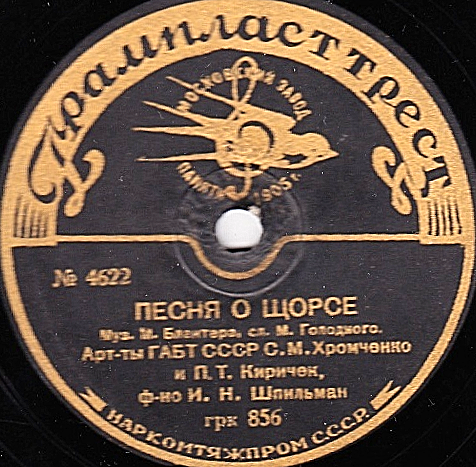 Грампласттрест
МОСКОВСКИЙ ЗАВОД
ПАМЯТИ 1905 г.
№ 4622
ПЕСНЯ О ЩОРСЕ
Муз. М. Блантера, сл. М. Голодного.
Арт-ты ГАБТ СССР С. М. Хромченко
и П. Т. Киричек,
ф-но И. Н. Шпильман
грк 856
НАРКОМТЯЖПРОМ С.С.С.Р.